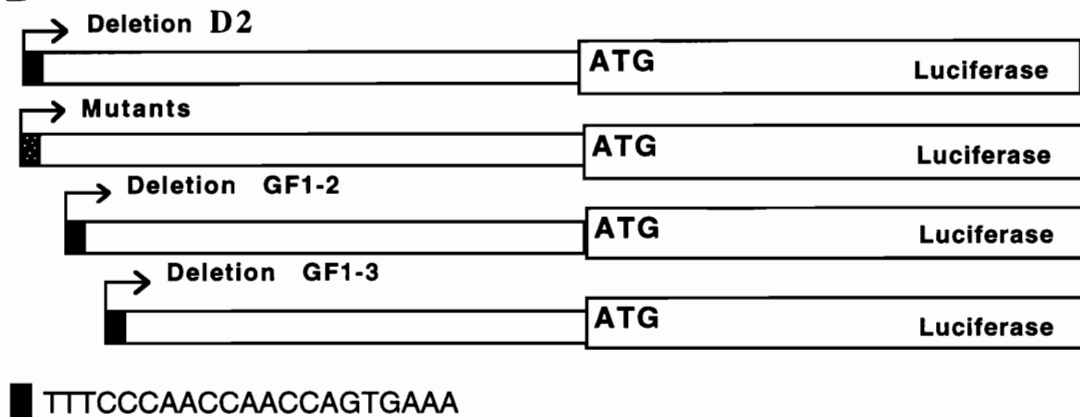 Deletion D2
ATG Luciferase
Mutants
ATG Luciferase
Deletion GF1-2
ATG Luciferase
Deletion GF1-3
ATG Luciferase
TTTCCCAACCAACCAGTGAAA